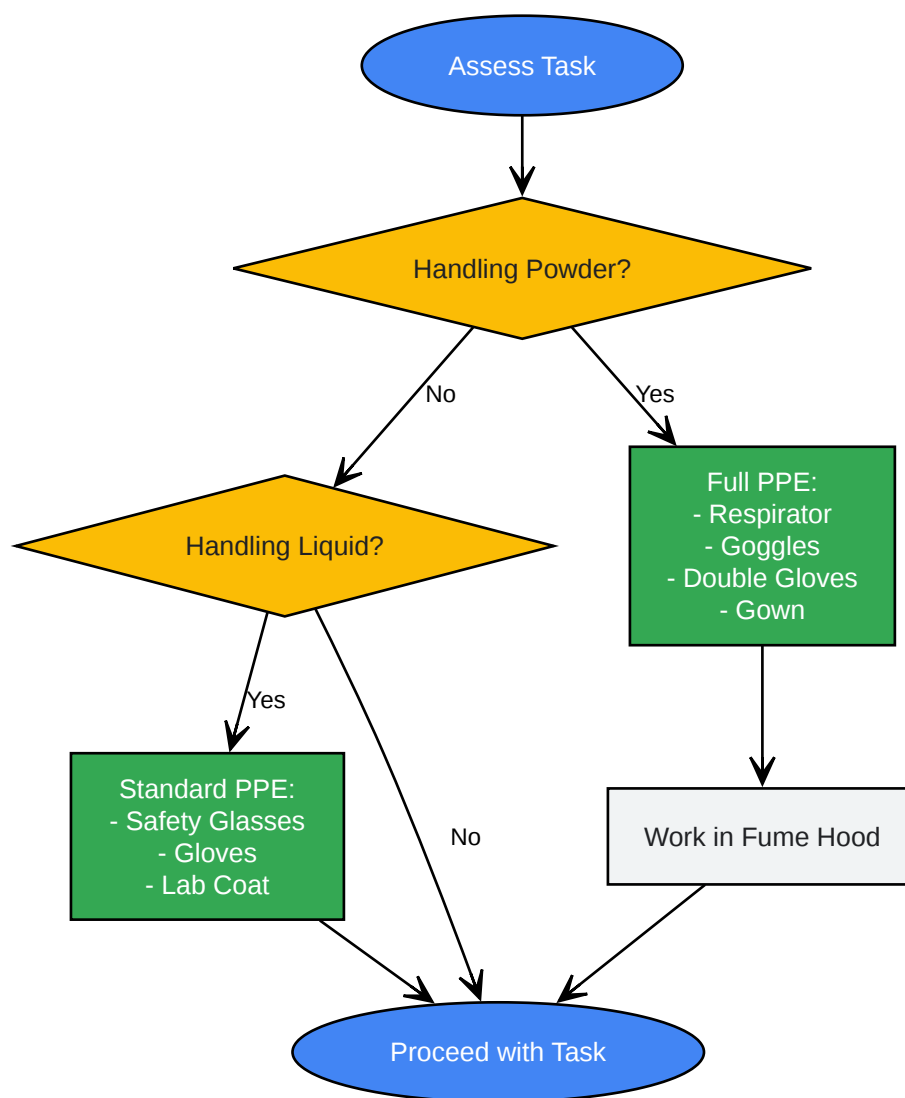 Assess Task
Handling Powder?
No
Yes
Full PPE:
- Respirator
- Goggles
- Double Gloves
- Gown
Handling Liquid?
Yes
No
Standard PPE:
- Safety Glasses
- Gloves
- Lab Coat
Work in Fume Hood
Proceed with Task